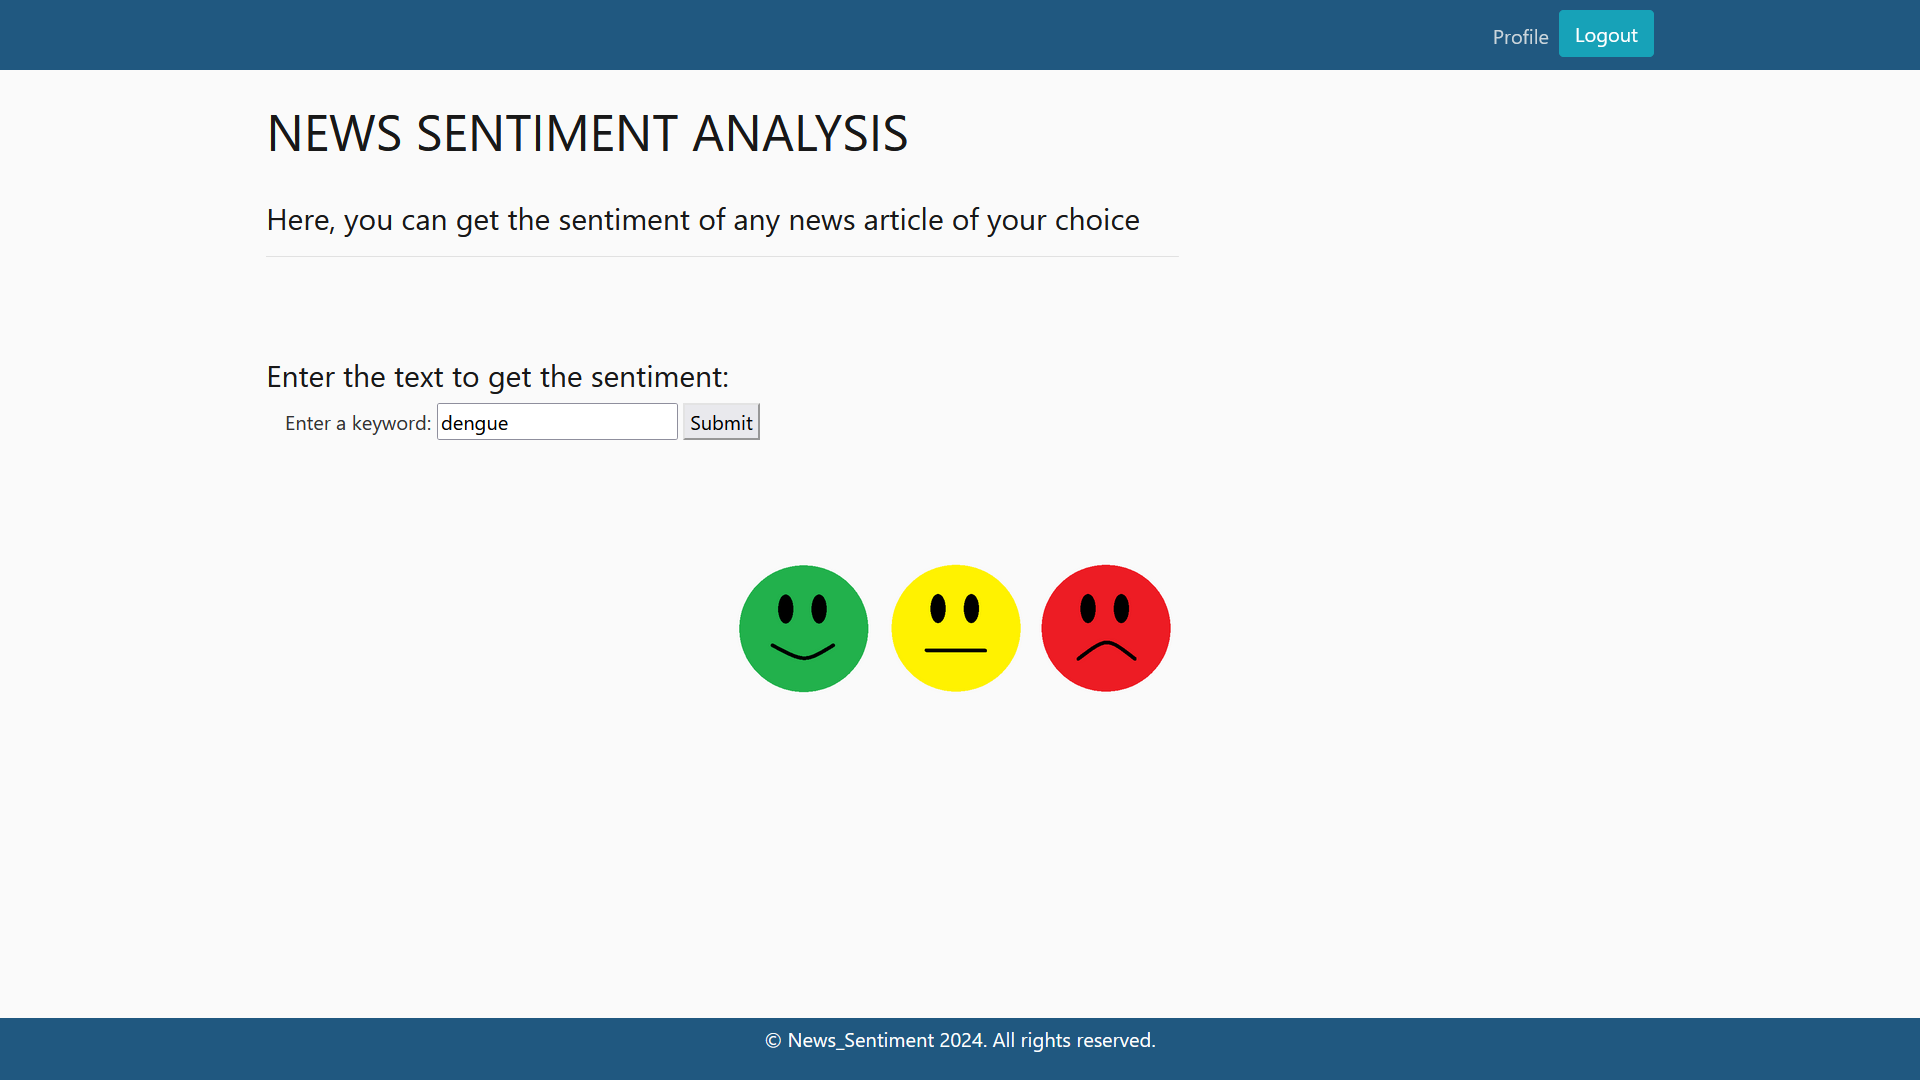 Profile Logout
NEWS SENTIMENT ANALYSIS
Here, you can get the sentiment of any news article of your choice
Enter the text to get the sentiment:
Enter a keyword: dengue Submit
© News_Sentiment 2024. All rights reserved.